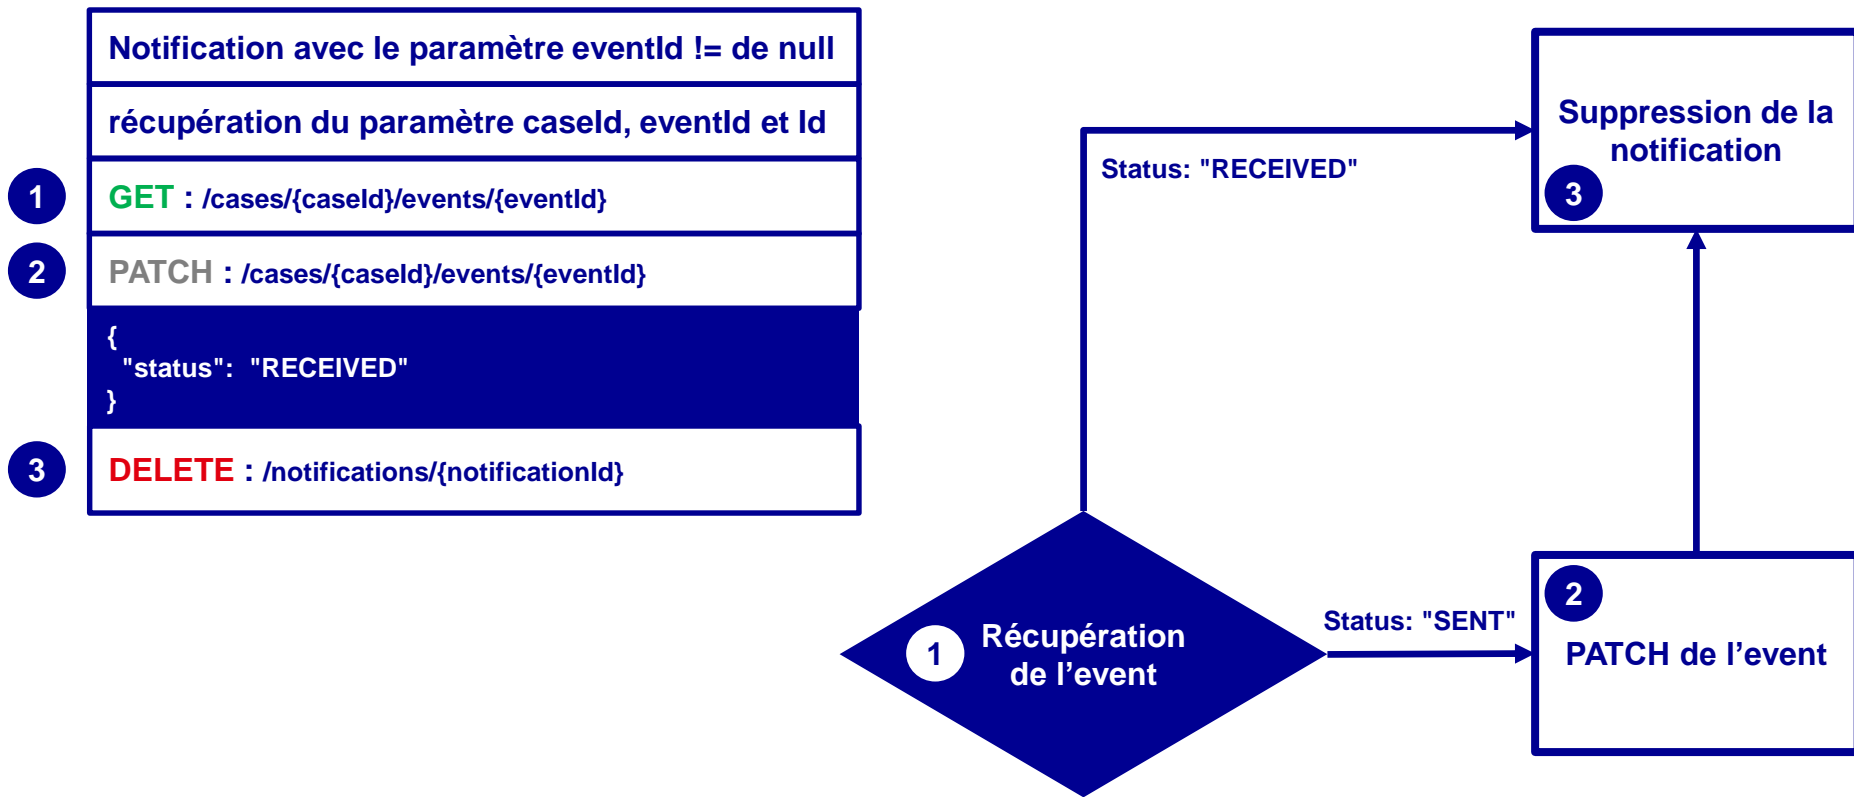 Notification avec le paramètre eventId != de null
récupération du paramètre caseId, eventId et Id
1
GET : /cases/{caseId}/events/{eventId}
2
PATCH : /cases/{caseId}/events/{eventId}
{
"status": "RECEIVED"
}
3
DELETE : /notifications/{notificationId}
Suppression de la
notification
3
Status: "RECEIVED"
1
Récupération
de l’event
Status: "SENT"
2
PATCH de l’event